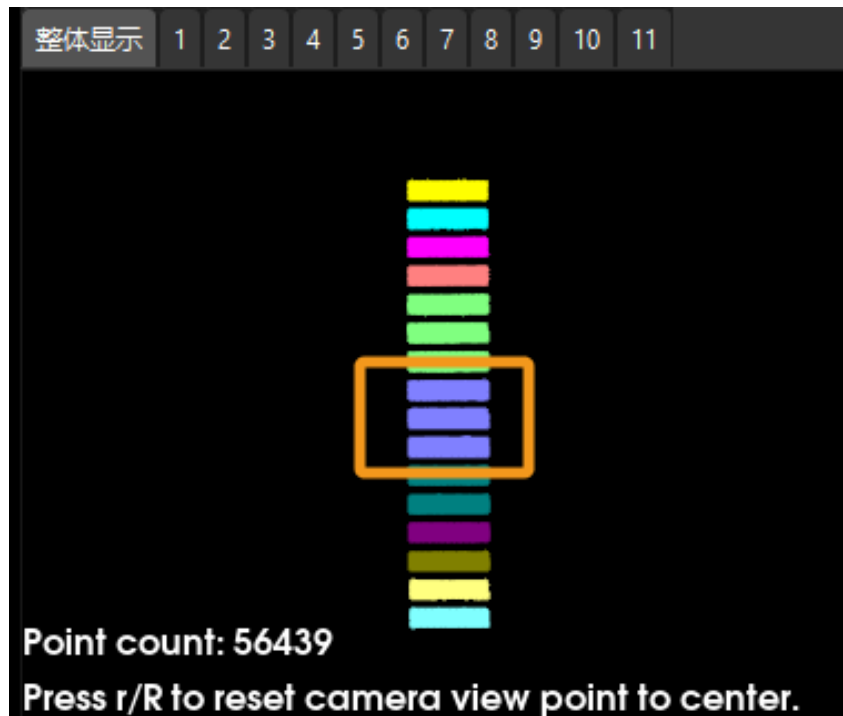 整体显示 1 2 3 4 5 6 7 8 9 10 11
Point count: 56439
Press r/R to reset camera view point to center.